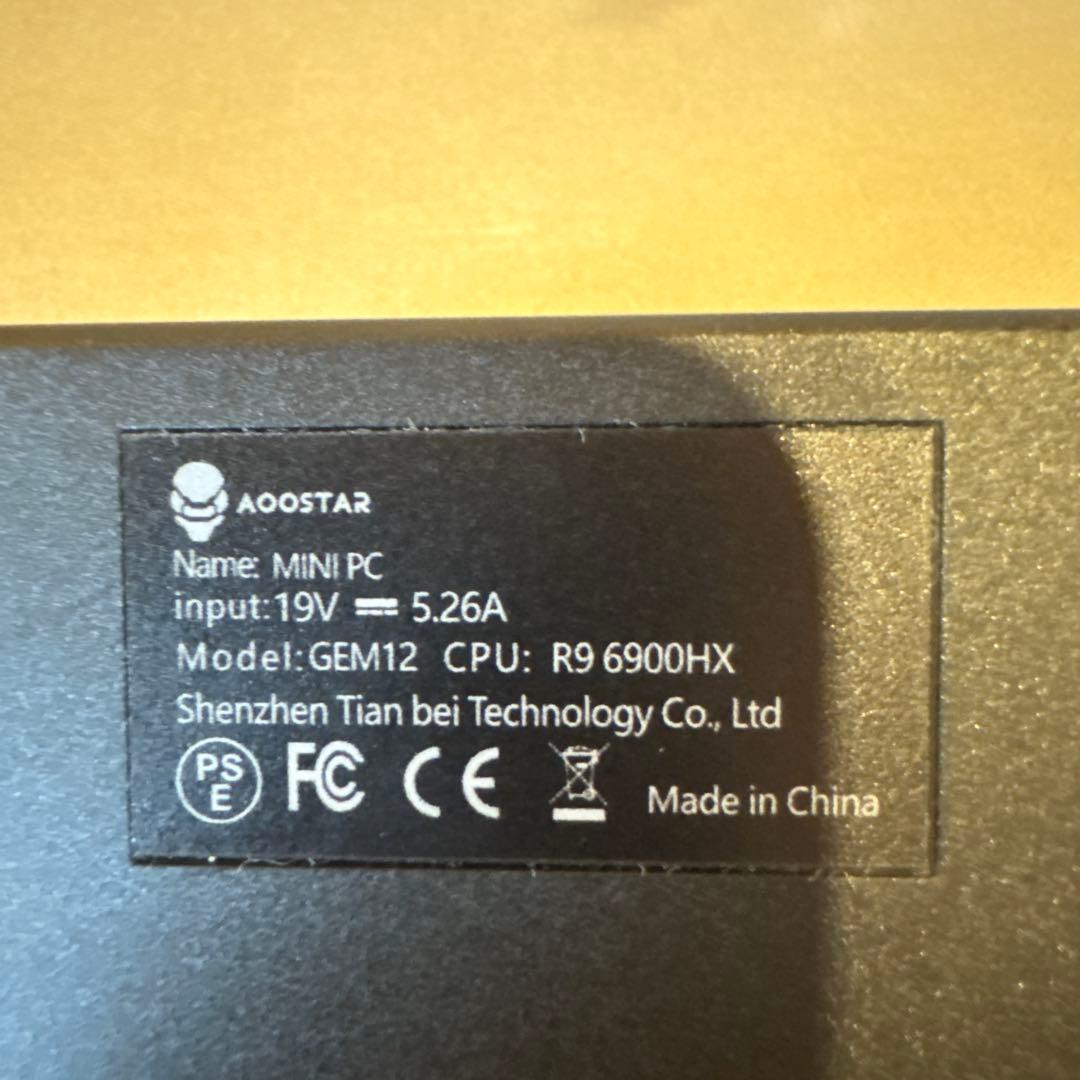 AOOSTAR
Name: MINI PC
input:19V ⎓ 5.26A
Model:GEM12 CPU: R9 6900HX
Shenzhen Tian bei Technology Co., Ltd
PS
E
FC CE Made in China